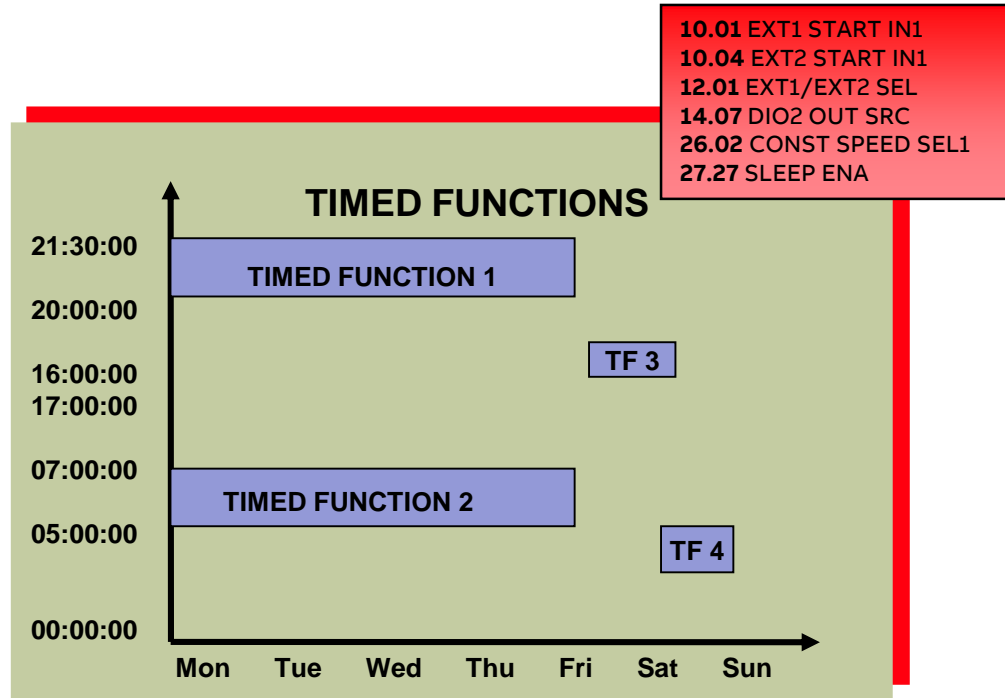 10.01 EXT1 START IN1
10.04 EXT2 START IN1
12.01 EXT1/EXT2 SEL
14.07 DIO2 OUT SRC
26.02 CONST SPEED SEL1
27.27 SLEEP ENA
TIMED FUNCTIONS
21:30:00
TIMED FUNCTION 1
20:00:00
TF 3
16:00:00
17:00:00
07:00:00
TIMED FUNCTION 2
05:00:00
TF 4
00:00:00
Mon Tue Wed Thu Fri Sat Sun